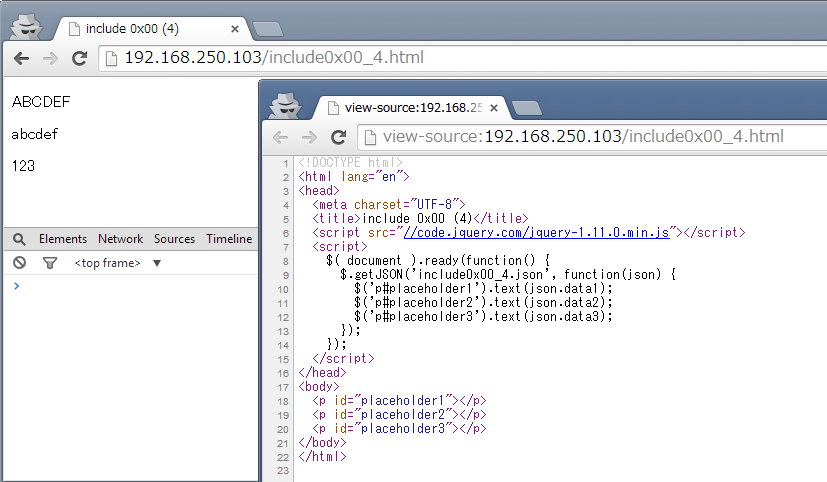 include 0x00 (4)
192.168.250.103/include0x00_4.html
ABCDEF
abcdef
123
Elements Network Sources Timeline
<top frame> ▼
>
view-source:192.168.25
view-source:192.168.250.103/include0x00_4.html
1 <!DOCTYPE html>
2 <html lang="en">
3 <head>
4   <meta charset="UTF-8">
5   <title>include 0x00 (4)</title>
6   <script src="//code.jquery.com/jquery-1.11.0.min.js"></script>
7   <script>
8     $( document ).ready(function() {
9       $.getJSON('include0x00_4.json', function(json) {
10         $('p#placeholder1').text(json.data1);
11         $('p#placeholder2').text(json.data2);
12         $('p#placeholder3').text(json.data3);
13       });
14     });
15   </script>
16 </head>
17 <body>
18   <p id="placeholder1"></p>
19   <p id="placeholder2"></p>
20   <p id="placeholder3"></p>
21 </body>
22 </html>
23